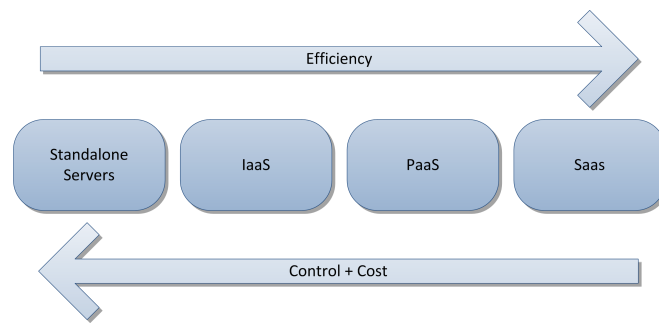 Efficiency
Standalone
Servers
IaaS
PaaS
Saas
Control + Cost